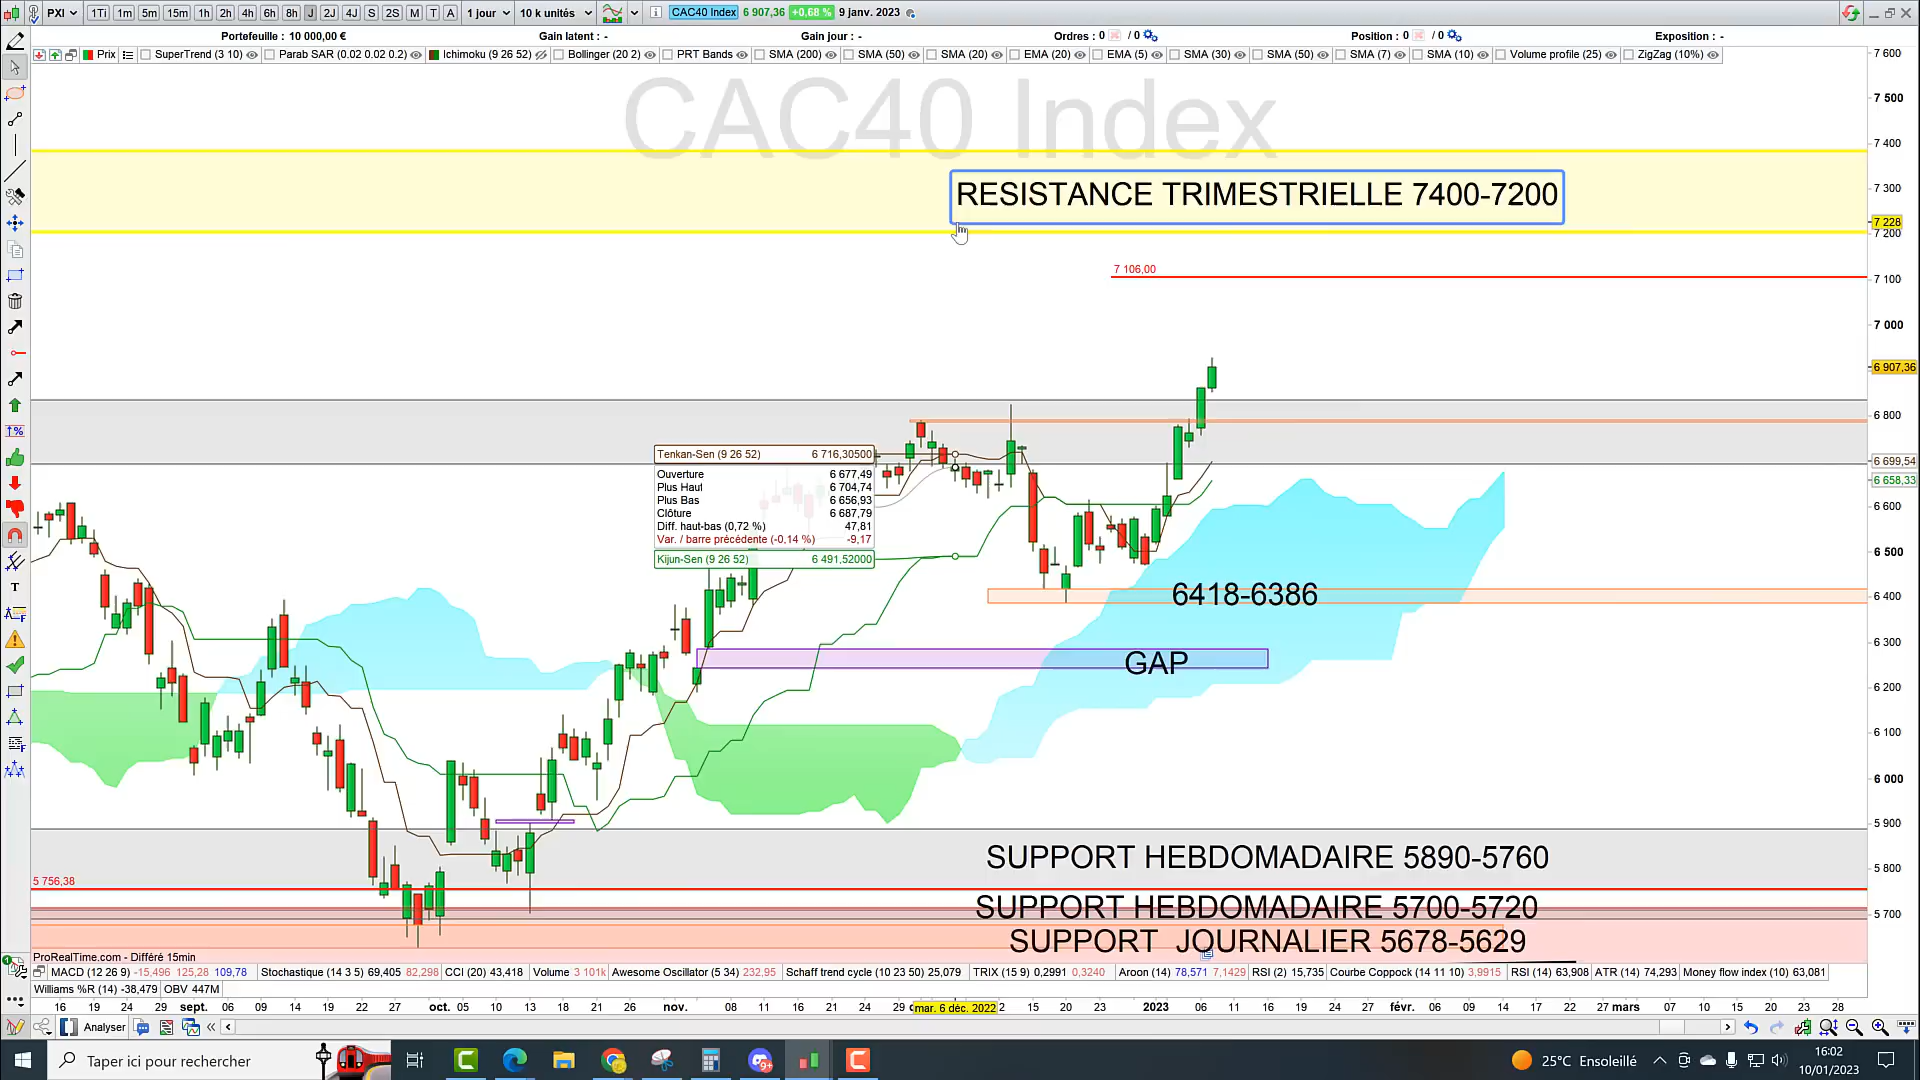 PXI 1Ti 1m 5m 15m 1h 2h 4h 6h 8h J 2J 4J S 2S M T A 1 jour 10 k unités CAC40 Index 6 907,36 +0,68 % 9 janv. 2023
Portefeuille : 10 000,00 € Gain latent : - Gain jour : - Ordres : 0 / 0 Position : 0 / 0 Exposition : -
Prix SuperTrend (3 10) Parab SAR (0.02 0.02 0.2) Ichimoku (9 26 52) Bollinger (20 2) PRT Bands SMA (200) SMA (50) SMA (20) EMA (20) EMA (5) SMA (30) SMA (50) SMA (7) SMA (10) Volume profile (25) ZigZag (10%)
7 600
CAC40 Index
7 500
7 400
RESISTANCE TRIMESTRIELLE 7400-7200
7 300
7 228
7 200
7 106,00
7 100
7 000
6 907,36
6 800
Tenkan-Sen (9 26 52) 6 716,30500
6 699,54
Ouverture 6 677,49
6 658,33
Plus Haut 6 704,74
Plus Bas 6 656,93
6 600
Clôture 6 687,79
Diff. haut-bas (0,72 %) 47,81
Var. / barre précédente (-0,14 %) -9,17
6 500
Kijun-Sen (9 26 52) 6 491,52000
6418-6386
6 400
6 300
GAP
6 200
6 100
6 000
5 900
SUPPORT HEBDOMADAIRE 5890-5760
5 800
5 756,38
SUPPORT HEBDOMADAIRE 5700-5720
5 700
SUPPORT JOURNALIER 5678-5629
ProRealTime.com - Différé 15min
MACD (12 26 9) -15,496 125,28 109,78 Stochastique (14 3 5) 69,405 82,298 CCI (20) 43,418 Volume 3 101k Awesome Oscillator (5 34) 232,95 Schaff trend cycle (10 23 50) 25,079 TRIX (15 9) 0,2991 0,3240 Aroon (14) 78,571 7,1429 RSI (2) 15,735 Courbe Coppock (14 11 10) 3,9915 RSI (14) 63,908 ATR (14) 74,293 Money flow index (10) 63,081
Williams %R (14) -38,479 OBV 447M
16 19 24 29 sept. 06 09 14 19 22 27 oct. 05 10 13 18 21 26 nov. 08 11 16 21 24 29 mar. 6 déc. 2022 2 15 20 23 2023 06 11 16 19 24 27 févr. 06 09 14 17 22 27 mars 07 10 15 20 23 28
Analyser
Taper ici pour rechercher 25°C Ensoleillé 16:02
10/01/2023